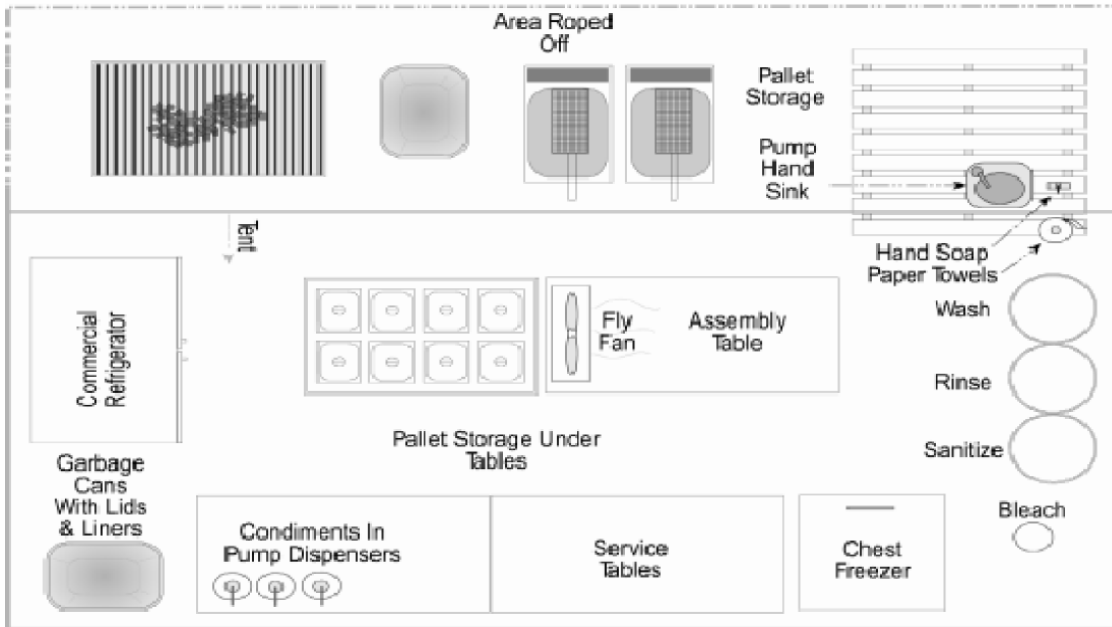 Area Roped
Off
Pallet
Storage
Pump
Hand
Sink
Tent
Hand Soap
Paper Towels
Commercial
Refrigerator
Fly
Fan
Assembly
Table
Wash
Rinse
Sanitize
Pallet Storage Under
Tables
Garbage
Cans
With Lids
& Liners
Condiments In
Pump Dispensers
Service
Tables
Chest
Freezer
Bleach